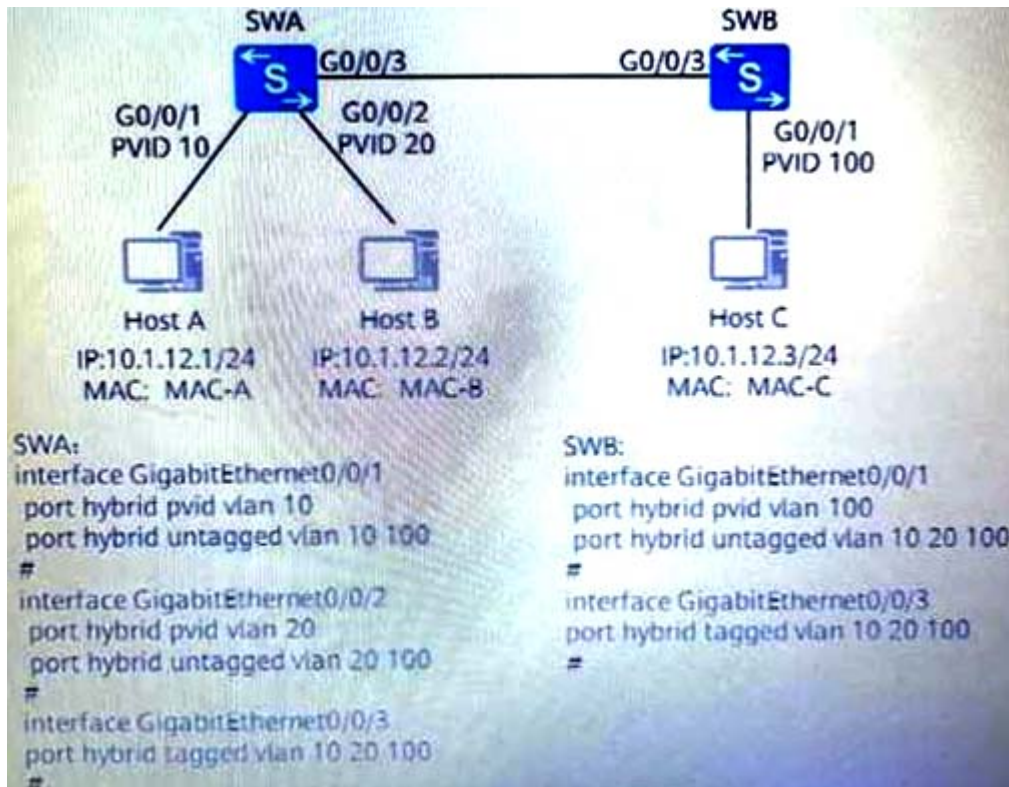 SWA
SWB
G0/0/3
G0/0/3
S
S
G0/0/1
PVID 10
G0/0/2
PVID 20
G0/0/1
PVID 100
Host A
IP:10.1.12.1/24
MAC: MAC-A
Host B
IP:10.1.12.2/24
MAC: MAC-B
Host C
IP:10.1.12.3/24
MAC: MAC-C
SWA:
interface GigabitEthernet0/0/1
port hybrid pvid vlan 10
port hybrid untagged vlan 10 100
#
interface GigabitEthernet0/0/2
port hybrid pvid vlan 20
port hybrid untagged vlan 20 100
#
interface GigabitEthernet0/0/3
port hybrid tagged vlan 10 20 100
#
SWB:
interface GigabitEthernet0/0/1
port hybrid pvid vlan 100
port hybrid untagged vlan 10 20 100
#
interface GigabitEthernet0/0/3
port hybrid tagged vlan 10 20 100
#